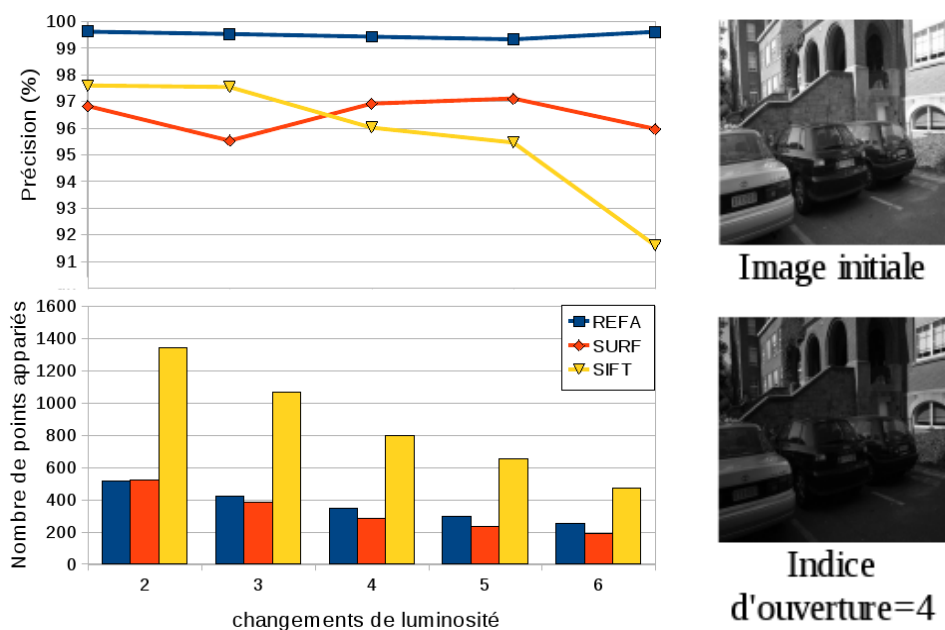 Précision (%)
100
99
98
97
96
95
94
93
92
91
Nombre de points appariés
1600
1400
1200
1000
800
600
400
200
0
REFA
SURF
SIFT
2 3 4 5 6
changements de luminosité
Image initiale
Indice
d'ouverture=4